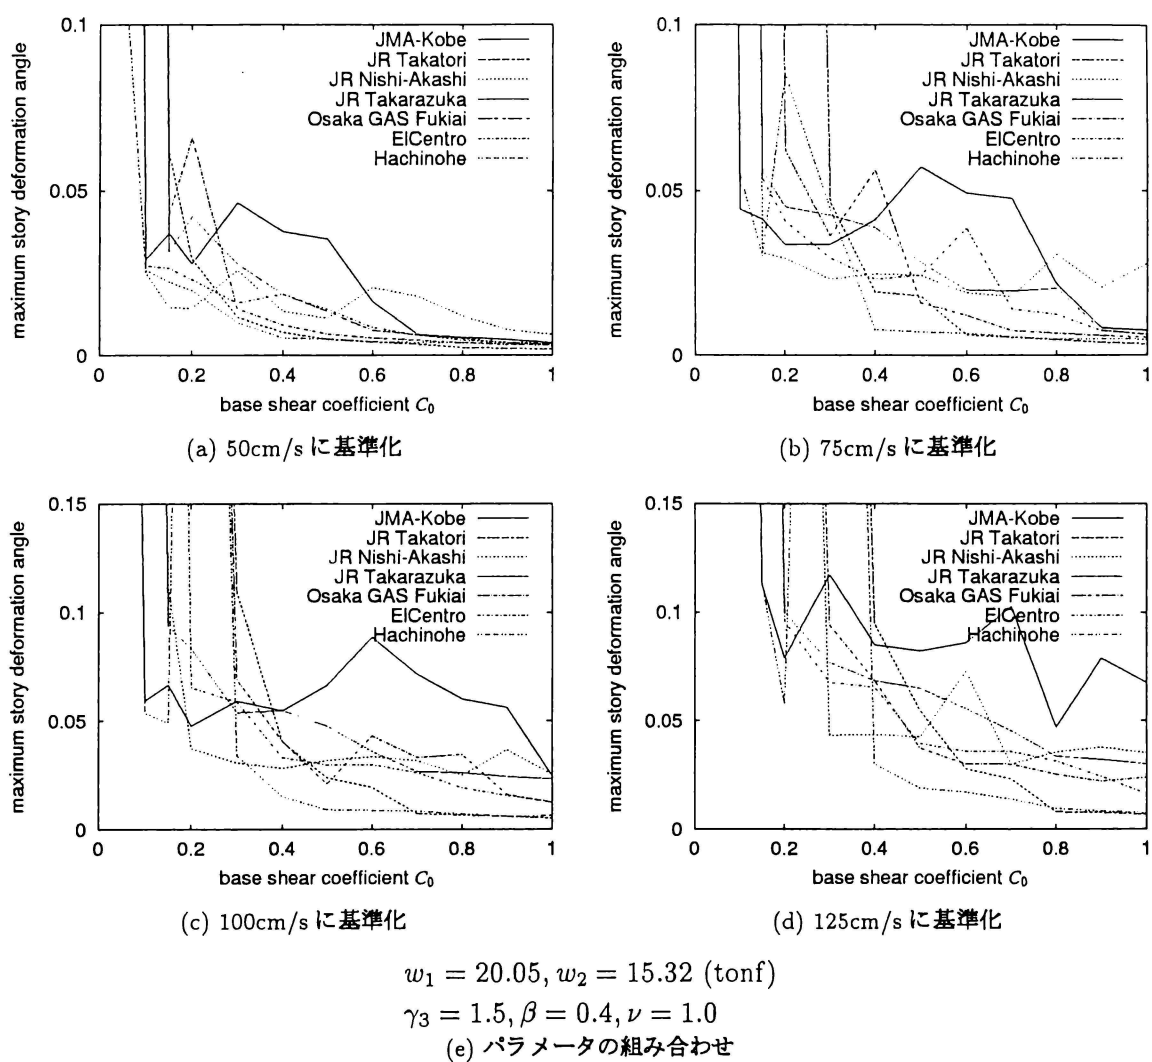 0.1
0.05
0
maximum story deformation angle
JMA-Kobe
JR Takatori
JR Nishi-Akashi
JR Takarazuka
Osaka GAS Fukiai
ElCentro
Hachinohe
0 0.2 0.4 0.6 0.8 1
base shear coefficient C₀
(a) 50cm/s に基準化
0.1
0.05
0
maximum story deformation angle
JMA-Kobe
JR Takatori
JR Nishi-Akashi
JR Takarazuka
Osaka GAS Fukiai
ElCentro
Hachinohe
0 0.2 0.4 0.6 0.8 1
base shear coefficient C₀
(b) 75cm/s に基準化
0.15
0.1
0.05
0
maximum story deformation angle
JMA-Kobe
JR Takatori
JR Nishi-Akashi
JR Takarazuka
Osaka GAS Fukiai
ElCentro
Hachinohe
0 0.2 0.4 0.6 0.8 1
base shear coefficient C₀
(c) 100cm/s に基準化
0.15
0.1
0.05
0
maximum story deformation angle
JMA-Kobe
JR Takatori
JR Nishi-Akashi
JR Takarazuka
Osaka GAS Fukiai
ElCentro
Hachinohe
0 0.2 0.4 0.6 0.8 1
base shear coefficient C₀
(d) 125cm/s に基準化
w₁ = 20.05, w₂ = 15.32 (tonf)
γ₃ = 1.5, β = 0.4, ν = 1.0
(e) パラメータの組み合わせ